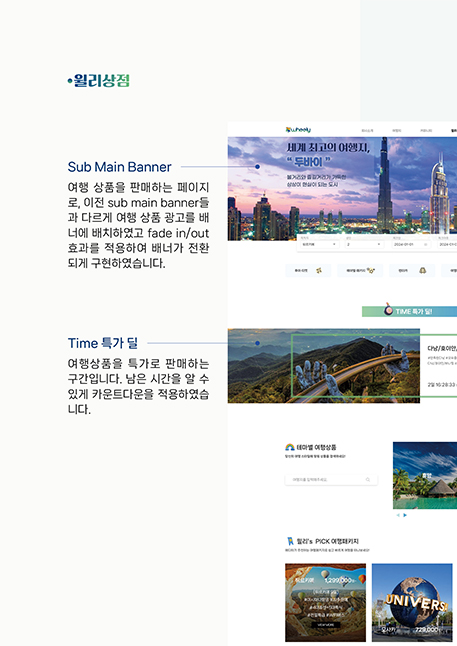 윌리상점
Sub Main Banner
여행 상품을 판매하는 페이지
로, 이전 sub main banner들
과 다르게 여행 상품 광고를 배
너에 배치하였고 fade in/out
효과를 적용하여 배너가 전환
되게 구현하였습니다.
Time 특가 딜
여행상품을 특가로 판매하는
구간입니다. 남은 시간을 알 수
있게 카운트다운을 적용하였습
니다.
wheely
세계 최고의 여행지,
“ 두바이 ”
볼거리와 즐길거리가 가득한
상상이 현실이 되는 도시
TIME 특가 딜!
다낭/호이안,
2일 10:28:33
테마별 여행상품
휴양
윌리's PICK 여행패키지
1,299,000~
UNIVERS
오사카
729,000~